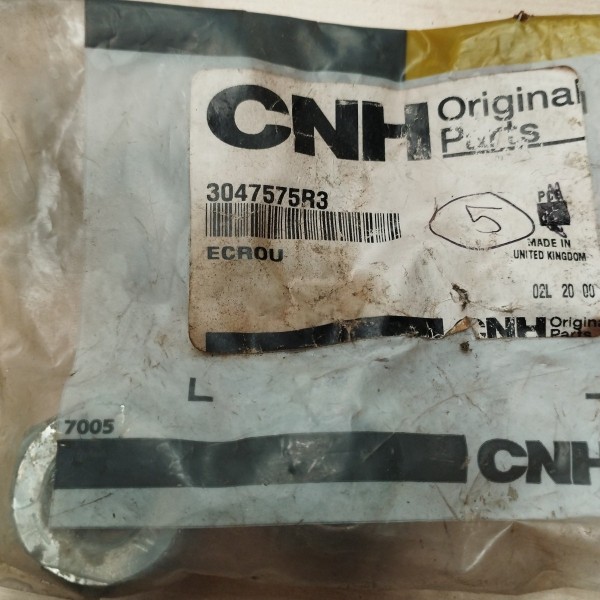 CNH Original
Parts
3047575R3
5
ECROU
MADE IN
UNITED KINGDOM
02L 20 00
CNH Original
Parts
L
7005
CNH